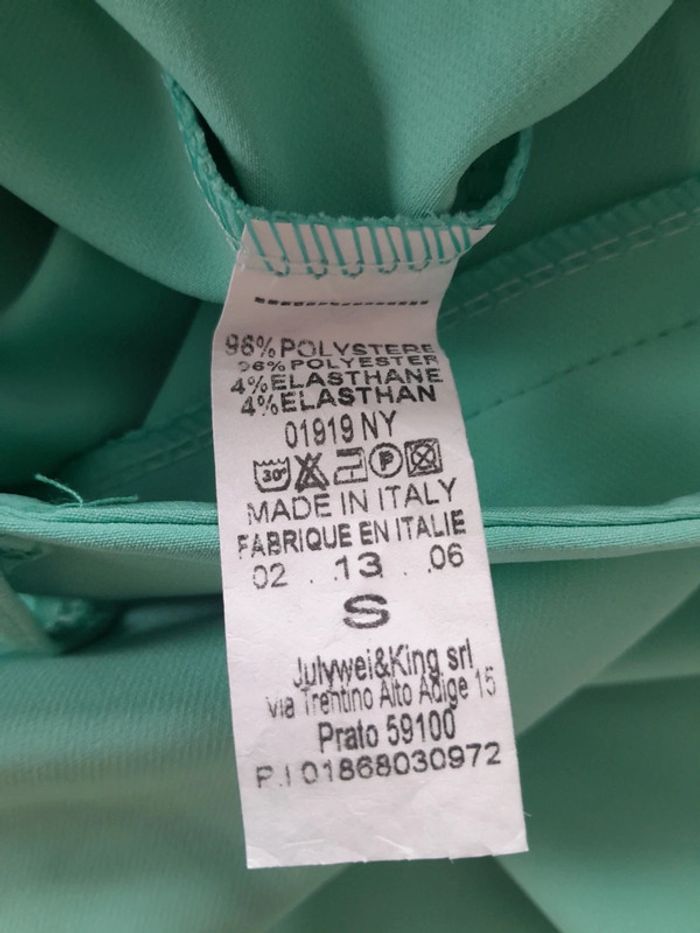 96% POLYSTERE
96% POLYESTER
4% ELASTHANE
4% ELASTHAN
01919 NY
30° P
MADE IN ITALY
FABRIQUE EN ITALIE
02 . . 13 . . 06
S
Julywei&King srl
via Trentino Alto Adige 15
Prato 59100
P.I 01868030972